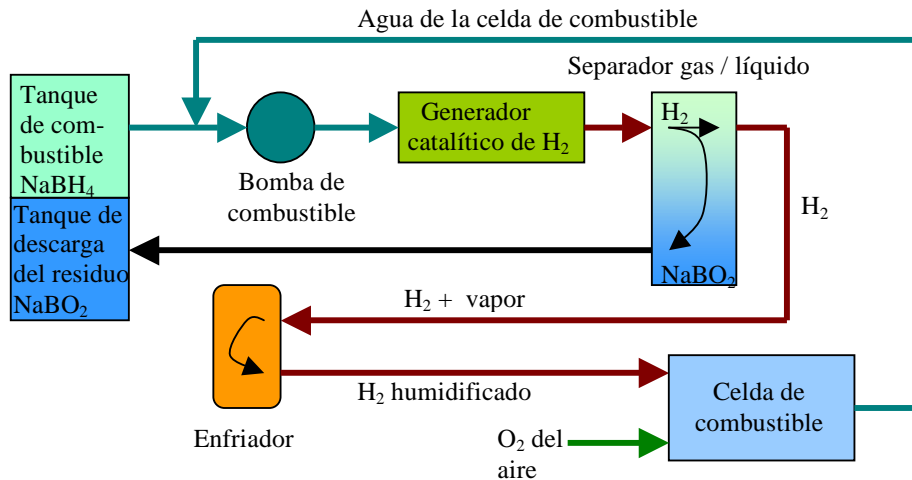 Agua de la celda de combustible
Separador gas / líquido
Tanque
de com-
bustible
NaBH₄
Generador
catalítico de H₂
H₂
Bomba de
combustible
H₂
Tanque de
descarga
del residuo
NaBO₂
NaBO₂
H₂ + vapor
H₂ humidificado
Celda de
combustible
Enfriador
O₂ del
aire